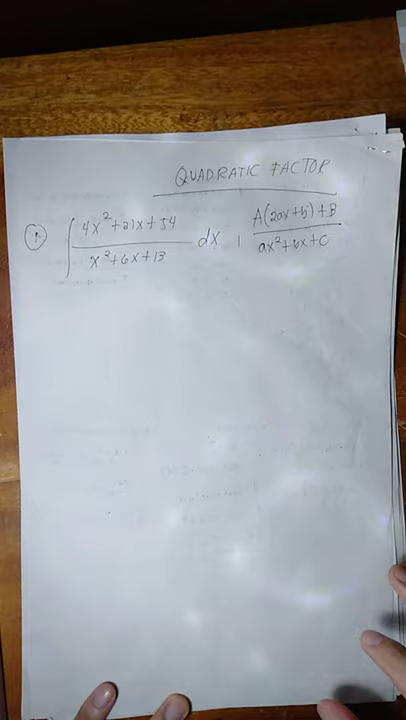 QUADRATIC FACTOR
① ∫ 4x²+21x+54 / x²+6x+13 dx , A(2ax+b)+B / ax²+bx+c